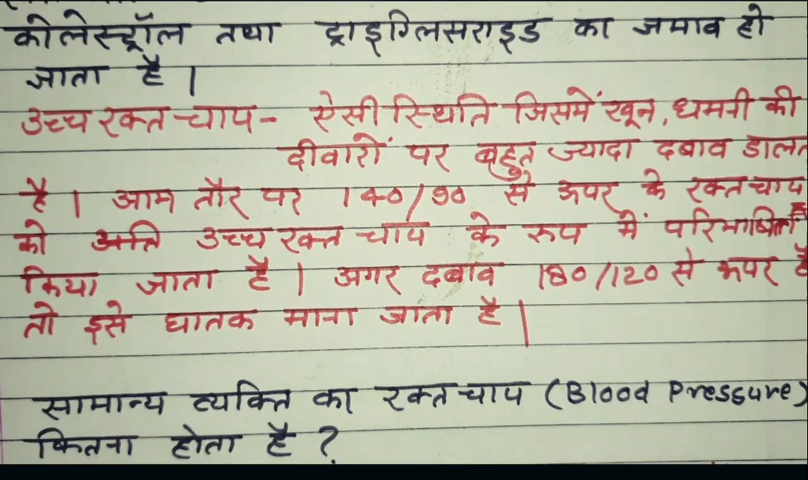 कोलेस्ट्रॉल तथा ट्राइग्लिसराइड का जमाव हो
जाता है।
उच्च रक्त चाप - ऐसी स्थिति जिसमें खून, धमनी की
दीवारों पर बहुत ज्यादा दबाव डालत
है। आम तौर पर 140/90 से ऊपर के रक्तचाप
को अति उच्च रक्त चाप के रूप में परिभाषित
किया जाता है। अगर दबाव 180/120 से ऊपर है
तो इसे घातक माना जाता है।
सामान्य व्यक्ति का रक्तचाप (Blood Pressure)
कितना होता है?